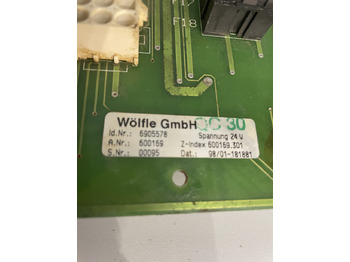 F18
Wölfle GmbH QC 30
Id.Nr.: 6905578 Spannung 24 V
A.Nr.: 600169 Z-Index 600169.301
S.Nr.: 00095 Dat.: 98/01-181881